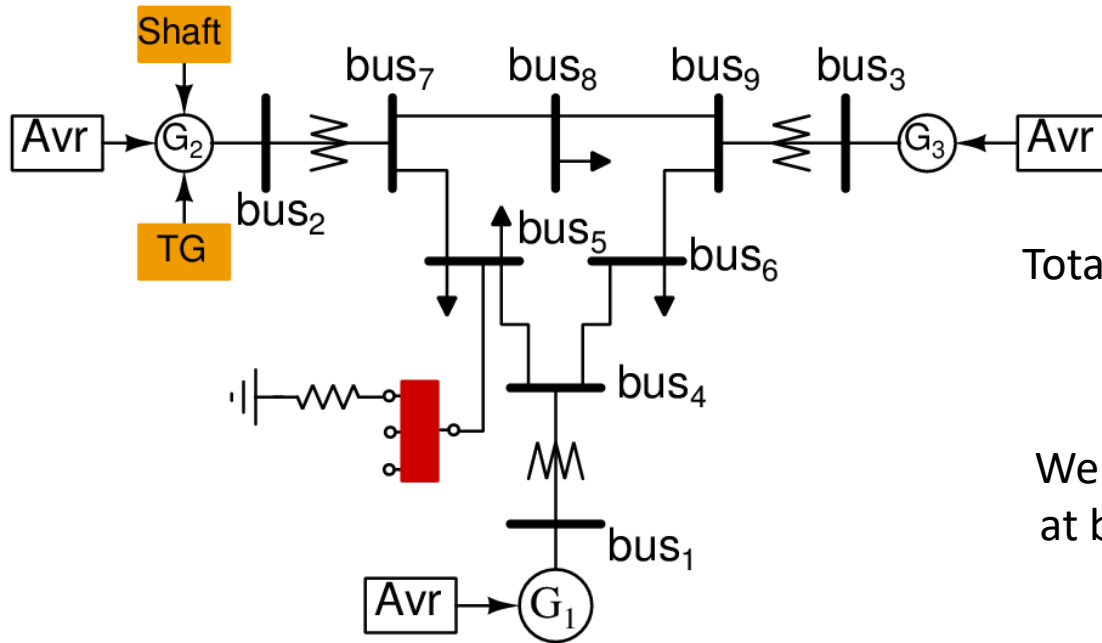 Shaft
bus7 bus8 bus9 bus3
Avr G2 G3 Avr
bus2
TG
bus5
bus6
Tota
bus4
We
at b
bus1
Avr G1